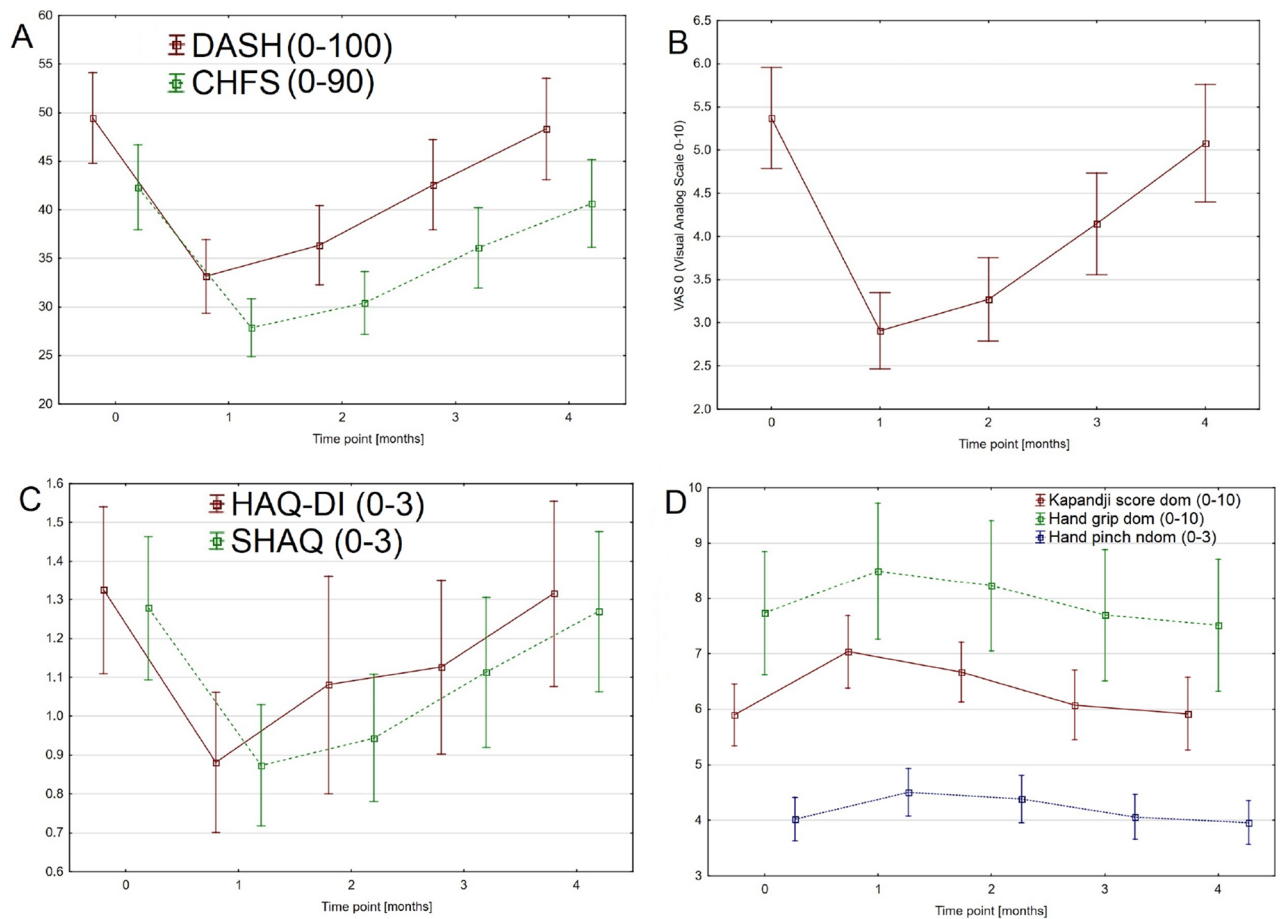 A
DASH (0-100)
CHFS (0-90)
60
55
50
45
40
35
30
25
20
0 1 2 3 4
Time point [months]
B
VAS 0 (Visual Analog Scale 0-10)
6.5
6.0
5.5
5.0
4.5
4.0
3.5
3.0
2.5
2.0
0 1 2 3 4
Time point [months]
C
HAQ-DI (0-3)
SHAQ (0-3)
1.6
1.5
1.4
1.3
1.2
1.1
1.0
0.9
0.8
0.7
0.6
0 1 2 3 4
Time point [months]
D
Kapandji score dom (0-10)
Hand grip dom (0-10)
Hand pinch ndom (0-3)
10
9
8
7
6
5
4
3
0 1 2 3 4
Time point [months]